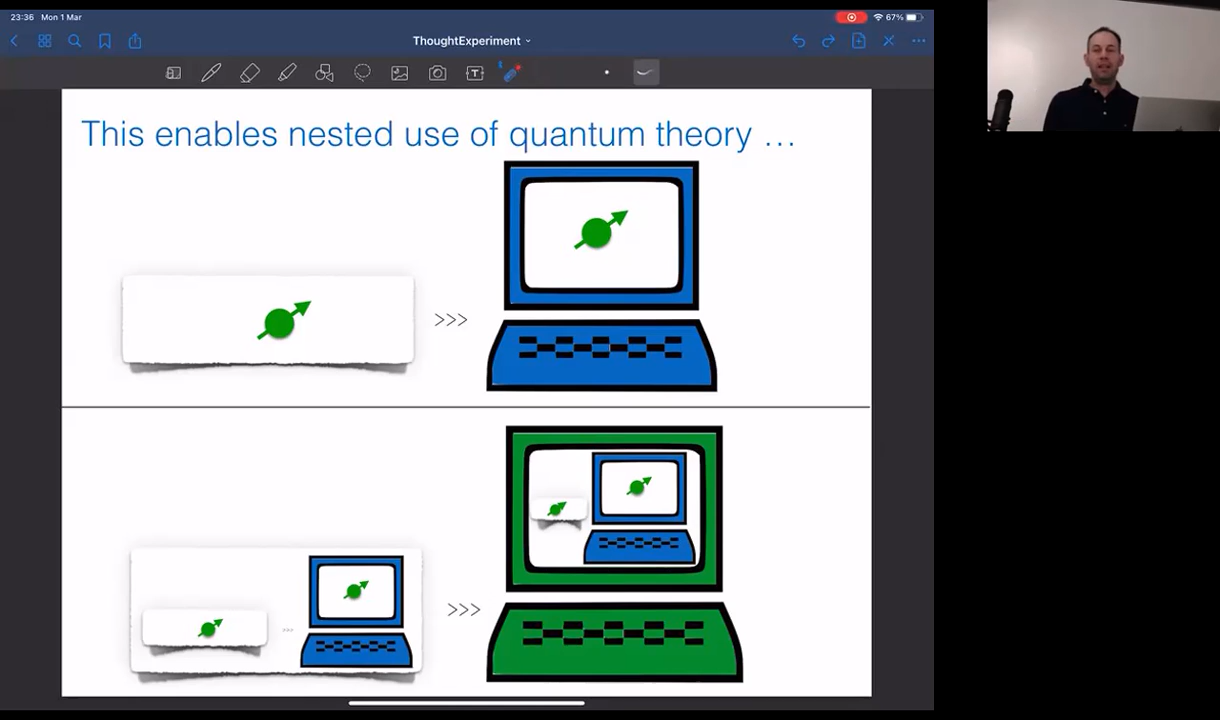 23:36 Mon 1 Mar
67%
ThoughtExperiment
T
This enables nested use of quantum theory …
>>>
>>>
>>>